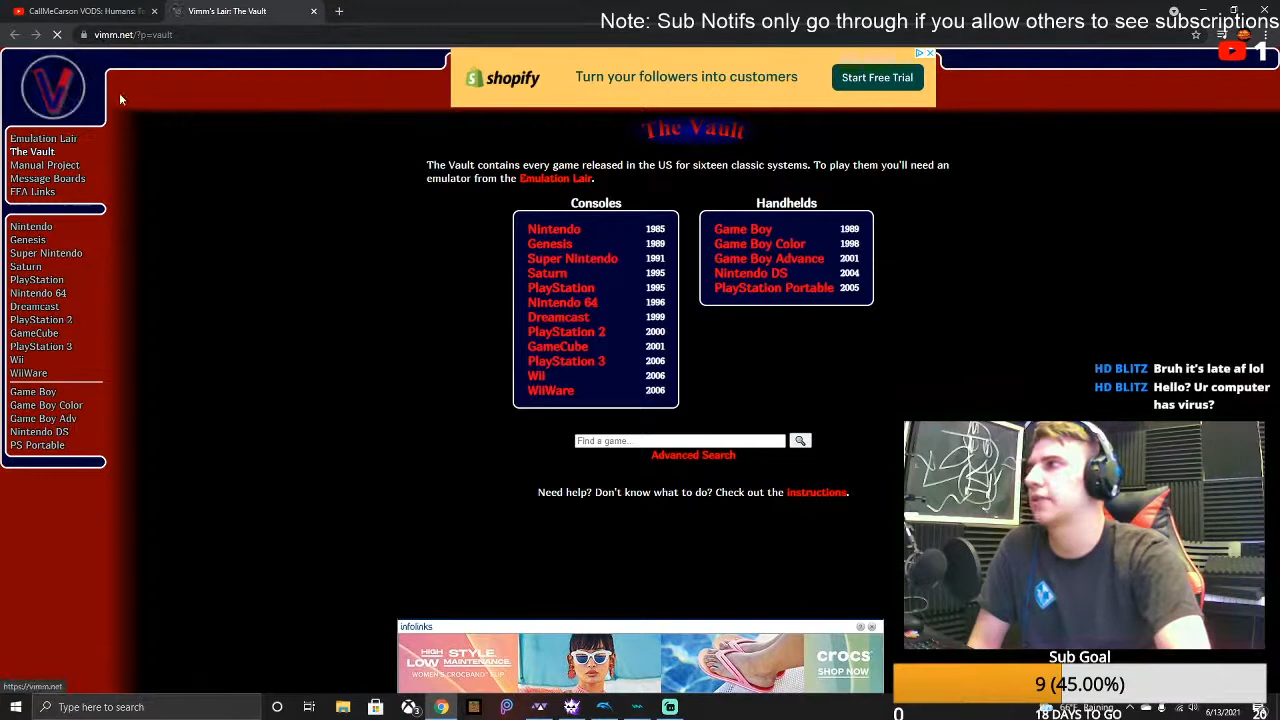 CallMeCarson VODS: Humans: F
Vimm's Lair: The Vault
Note: Sub Notifs only go through if you allow others to see subscriptions
vimm.net/?p=vault
1
shopify
Turn your followers into customers
Start Free Trial
V
Emulation Lair
The Vault
Manual Project
Message Boards
FFA Links
Nintendo
Genesis
Super Nintendo
Saturn
PlayStation
Nintendo 64
Dreamcast
PlayStation 2
GameCube
PlayStation 3
Wii
WiiWare
Game Boy
Game Boy Color
Game Boy Adv
Nintendo DS
PS Portable
The Vault
The Vault contains every game released in the US for sixteen classic systems. To play them you'll need an
emulator from the Emulation Lair.
Consoles
Nintendo 1985
Genesis 1989
Super Nintendo 1991
Saturn 1995
PlayStation 1995
Nintendo 64 1996
Dreamcast 1999
PlayStation 2 2000
GameCube 2001
PlayStation 3 2006
Wii 2006
WiiWare 2006
Handhelds
Game Boy 1989
Game Boy Color 1998
Game Boy Advance 2001
Nintendo DS 2004
PlayStation Portable 2005
Find a game...
Advanced Search
Need help? Don't know what to do? Check out the instructions.
HD BLITZ Bruh it's late af lol
HD BLITZ Hello? Ur computer
has virus?
infolinks
HIGH STYLE.
LOW MAINTENANCE.
WOMEN'S CROCBAND™ FLIP
crocs
SHOP NOW
Sub Goal
9 (45.00%)
0
18 DAYS TO GO
20
https://vimm.net
Type here to search
66°F Raining
6/13/2021